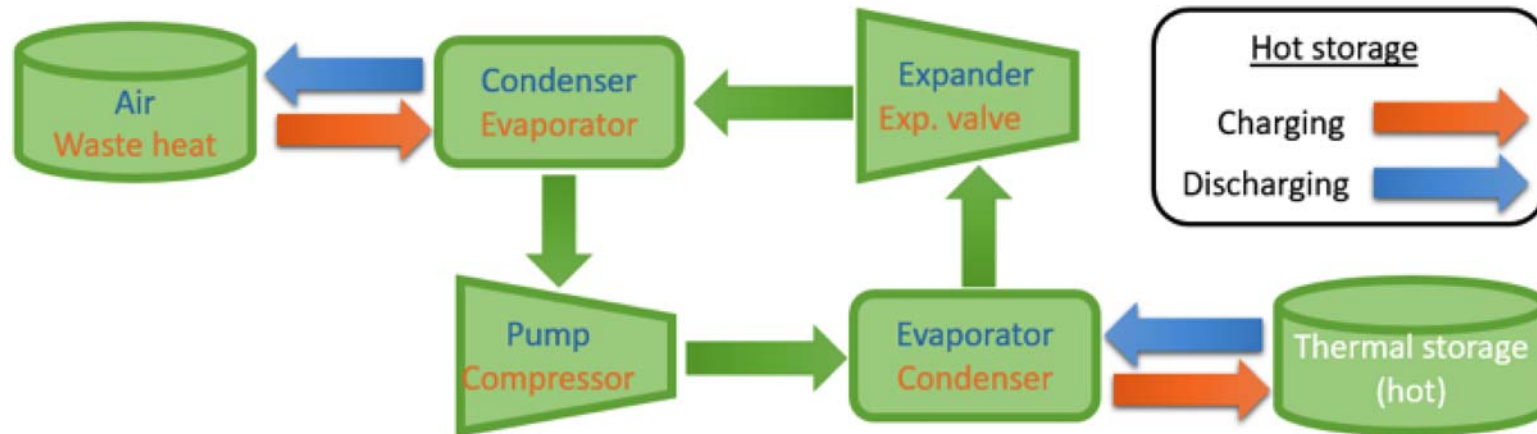 Air
Waste heat
Condenser
Evaporator
Expander
Exp. valve
Hot storage
Charging
Discharging
Pump
Compressor
Evaporator
Condenser
Thermal storage
(hot)